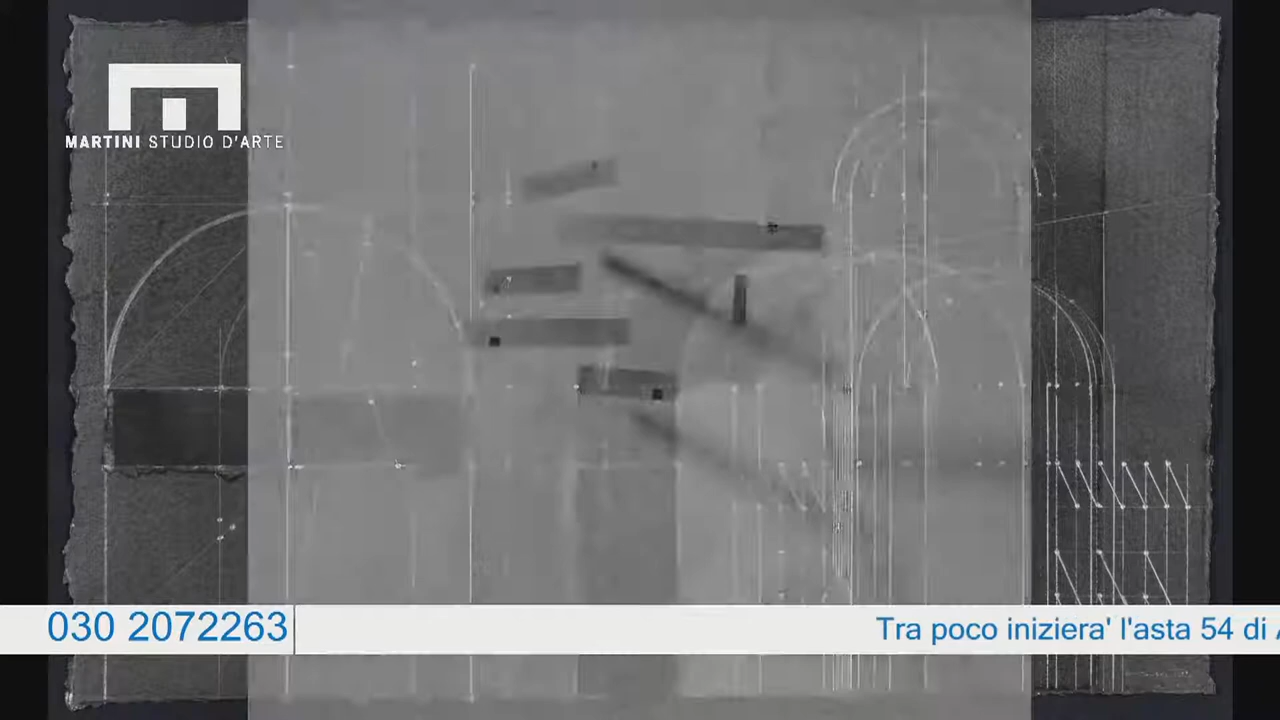 MARTINI STUDIO D'ARTE
030 2072263
Tra poco iniziera' l'asta 54 di